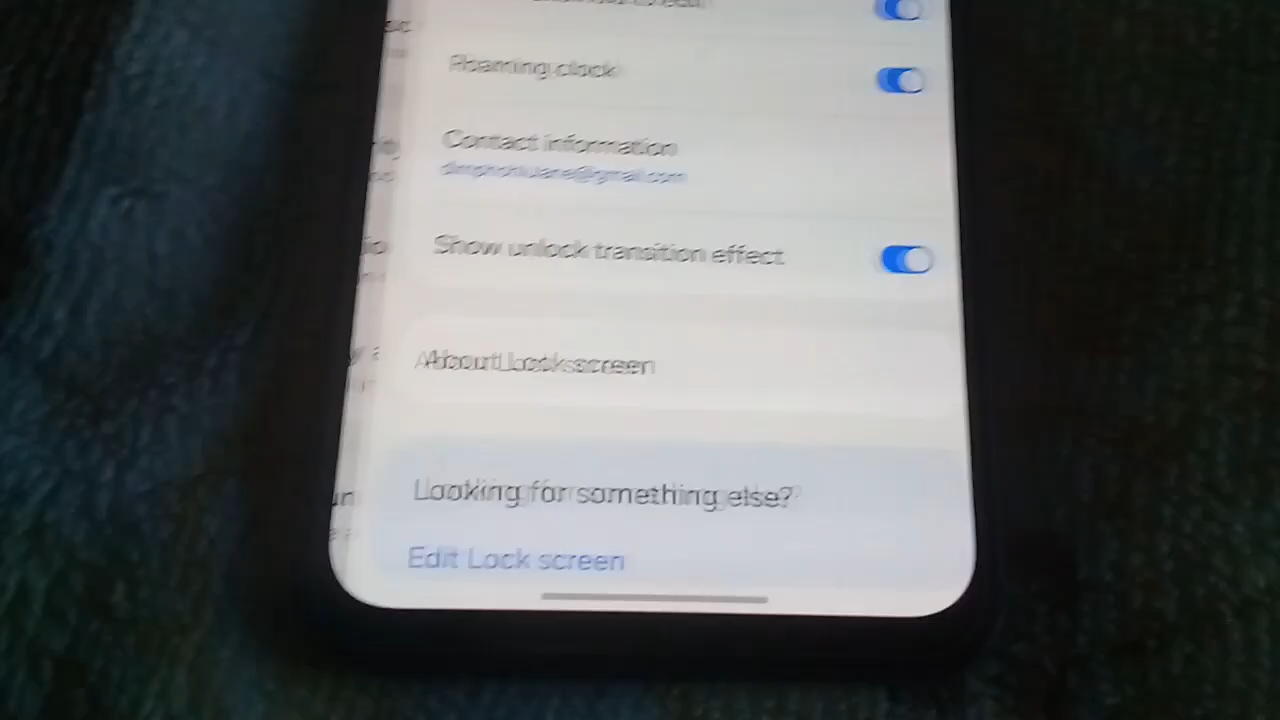 Roaming clock
Contact information
Show unlock transition effect
About Lock screen
Looking for something else?
Edit Lock screen